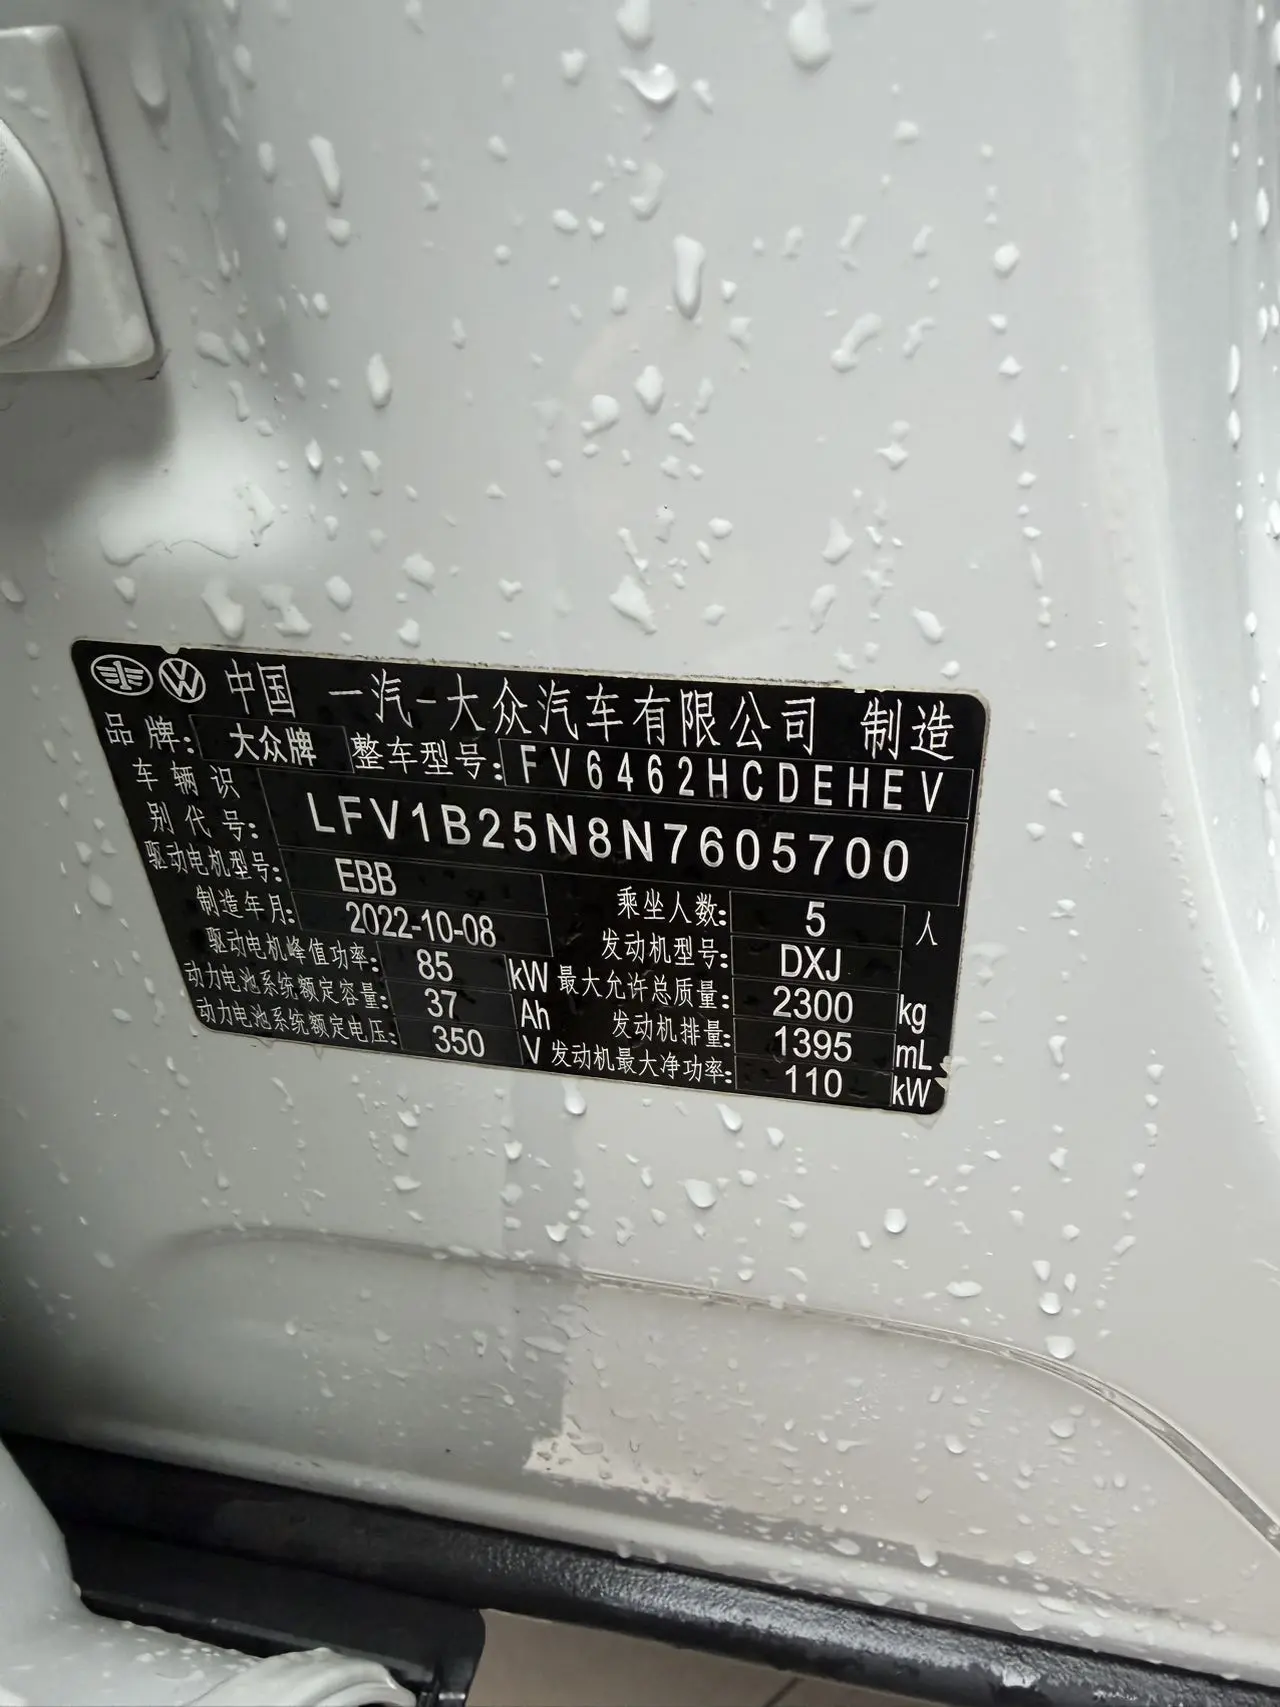 中国 一汽-大众汽车有限公司 制造
品牌: 大众牌 整车型号: FV6462HCDEHEV
车辆识别代号: LFV1B25N8N7605700
驱动电机型号: EBB
制造年月: 2022-10-08 乘坐人数: 5 人
驱动电机峰值功率: 85 kW 发动机型号: DXJ
动力电池系统额定容量: 37 Ah 最大允许总质量: 2300 kg
动力电池系统额定电压: 350 V 发动机排量: 1395 mL
发动机最大净功率: 110 kW